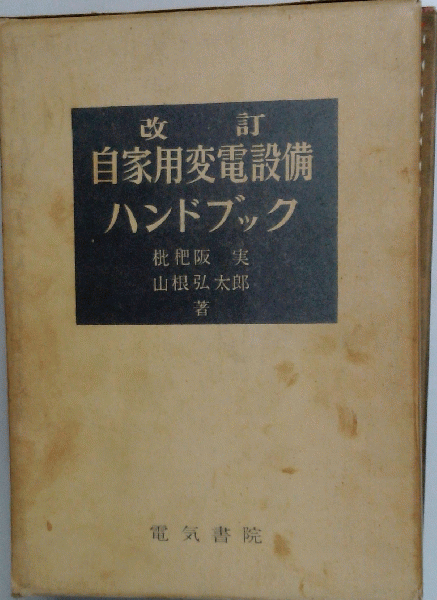 改訂
自家用変電設備
ハンドブック
枇杷阪 実
山根弘太郎
著
電気書院